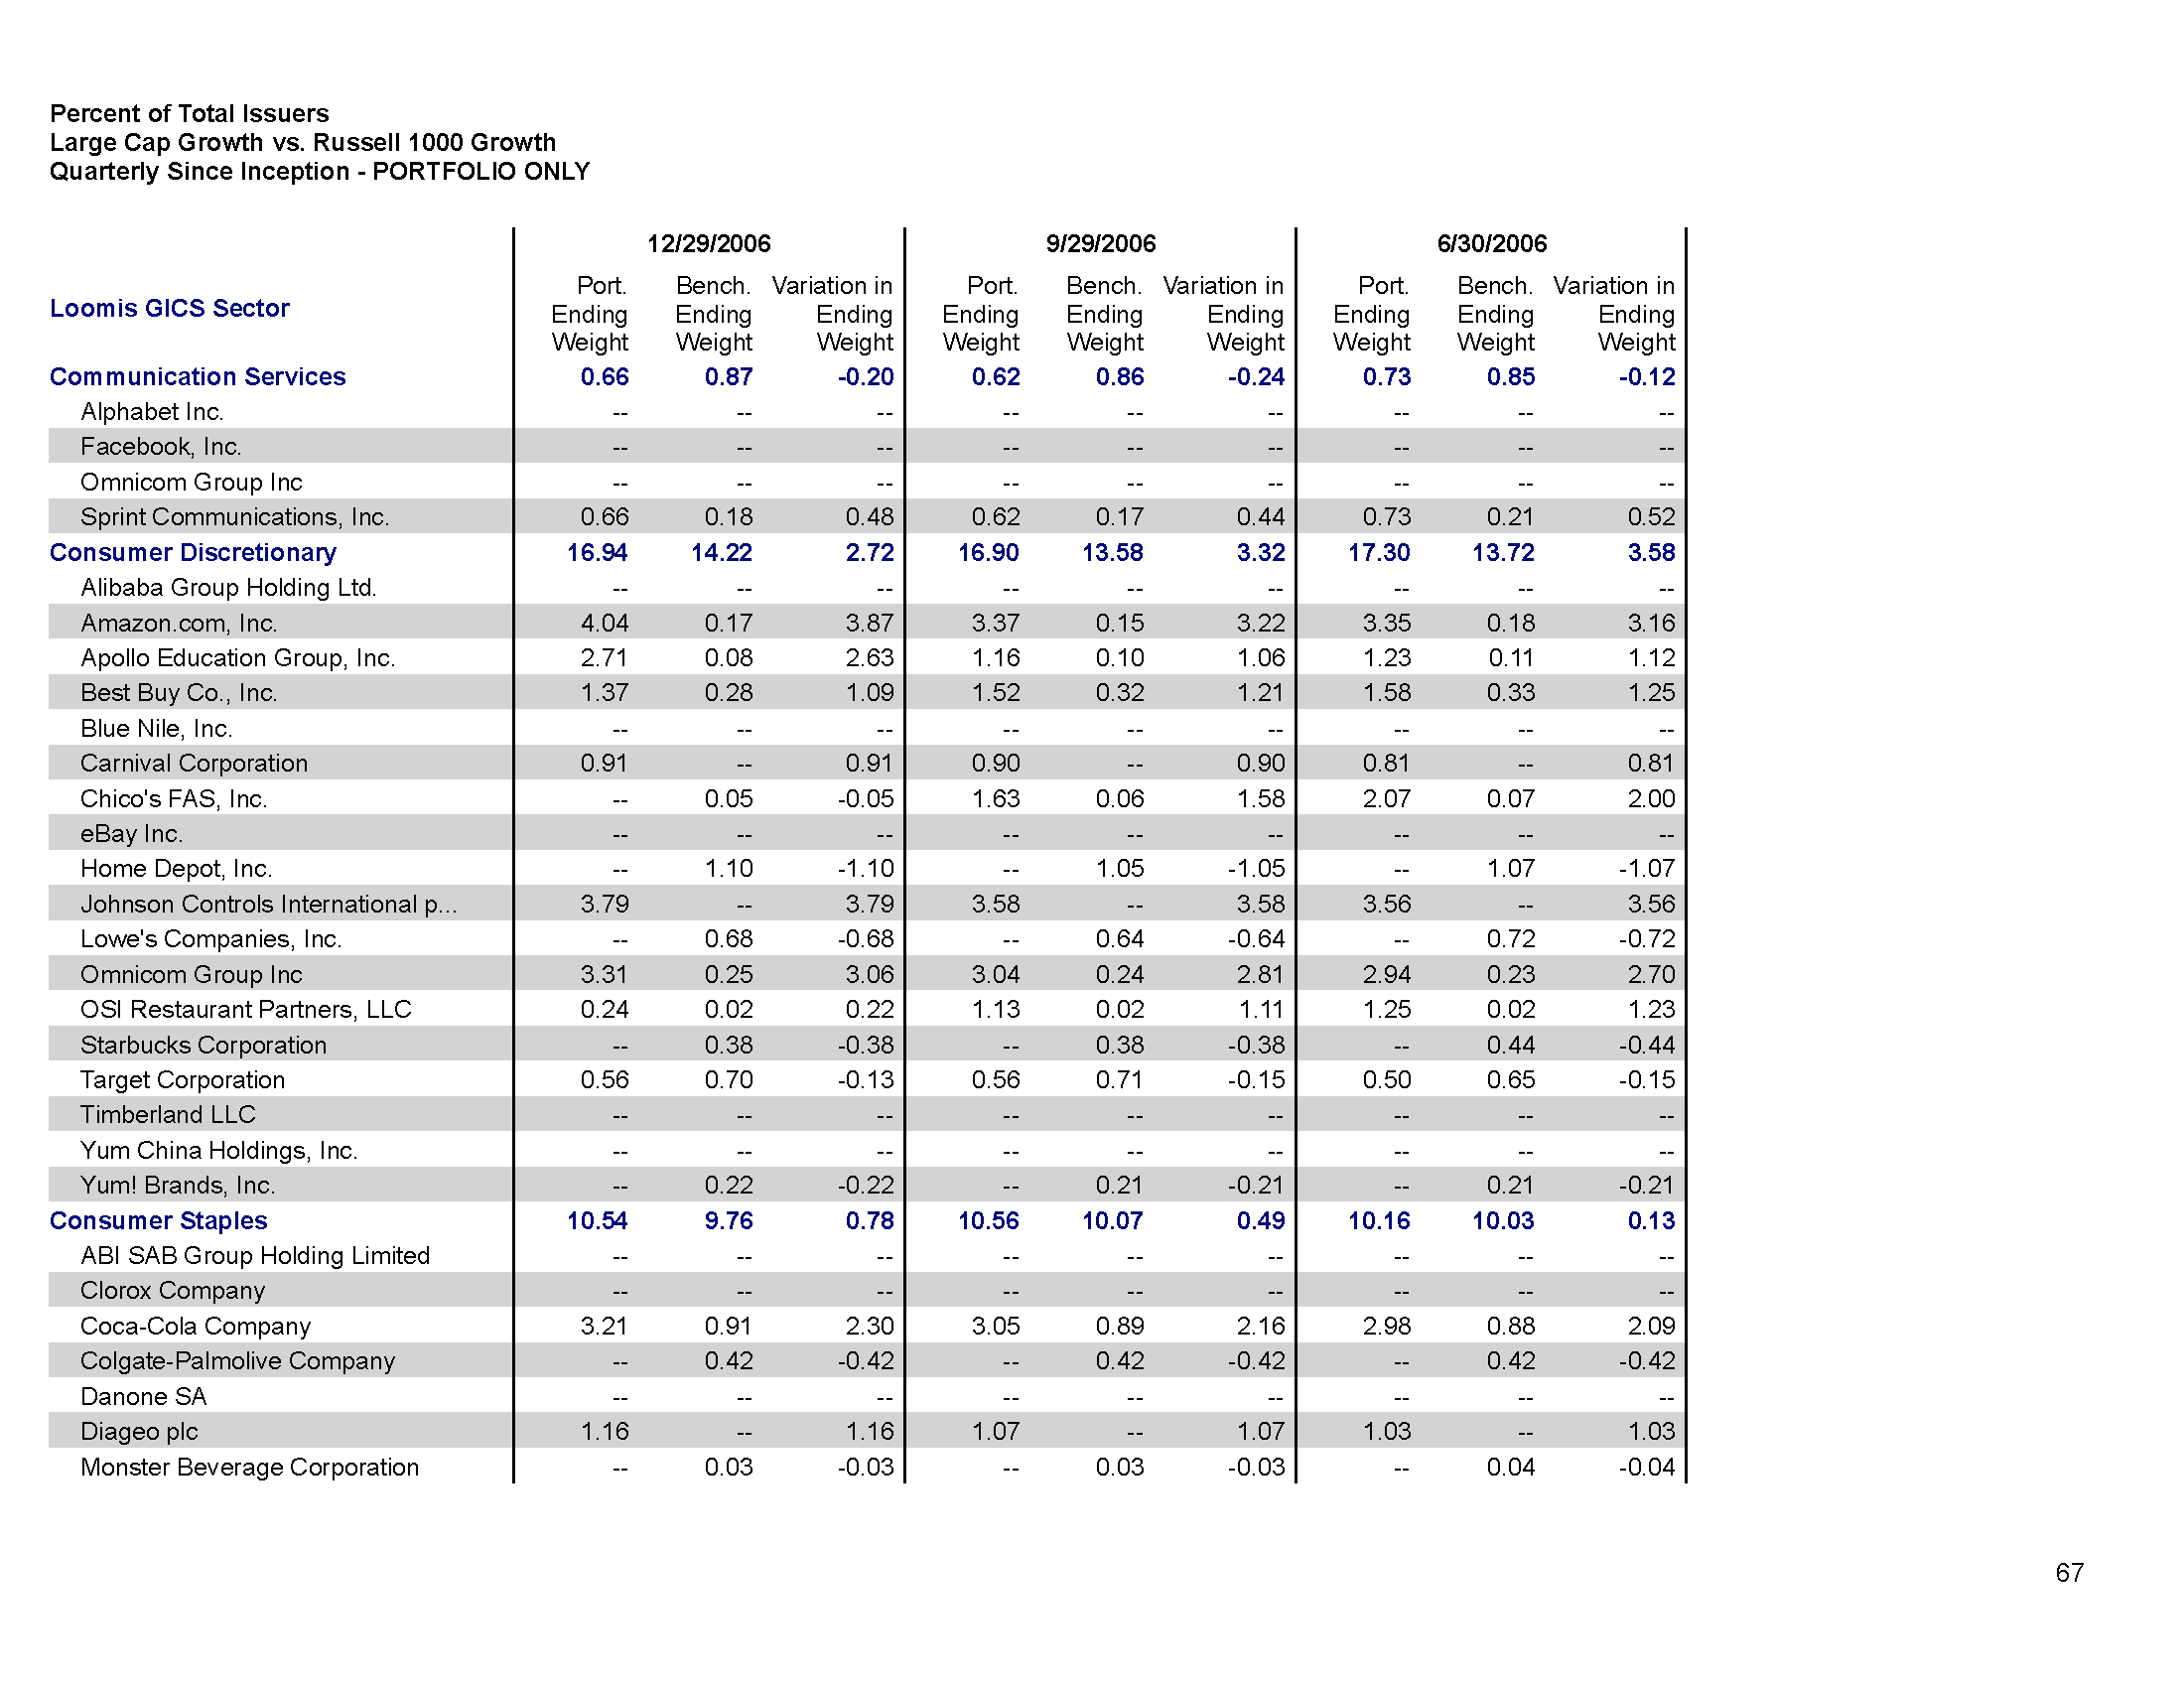 Percent of Total Issuers
Large Cap Growth vs. Russell 1000 Growth
Quarterly Since Inception - PORTFOLIO ONLY
12/29/2006 9/29/2006 6/30/2006
Loomis GICS Sector
Port. Bench. Variation in Port. Bench. Variation in Port. Bench. Variation in
Ending Ending Ending Ending Ending Ending Ending Ending Ending
Weight Weight Weight Weight Weight Weight Weight Weight Weight
Communication Services 0.66 0.87 -0.20 0.62 0.86 -0.24 0.73 0.85 -0.12
Alphabet Inc. -- -- -- -- -- -- -- -- --
Facebook, Inc. -- -- -- -- -- -- -- -- --
Omnicom Group Inc -- -- -- -- -- -- -- -- --
Sprint Communications, Inc. 0.66 0.18 0.48 0.62 0.17 0.44 0.73 0.21 0.52
Consumer Discretionary 16.94 14.22 2.72 16.90 13.58 3.32 17.30 13.72 3.58
Alibaba Group Holding Ltd. -- -- -- -- -- -- -- -- --
Amazon.com, Inc. 4.04 0.17 3.87 3.37 0.15 3.22 3.35 0.18 3.16
Apollo Education Group, Inc. 2.71 0.08 2.63 1.16 0.10 1.06 1.23 0.11 1.12
Best Buy Co., Inc. 1.37 0.28 1.09 1.52 0.32 1.21 1.58 0.33 1.25
Blue Nile, Inc. -- -- -- -- -- -- -- -- --
Carnival Corporation 0.91 -- 0.91 0.90 -- 0.90 0.81 -- 0.81
Chico's FAS, Inc. -- 0.05 -0.05 1.63 0.06 1.58 2.07 0.07 2.00
eBay Inc. -- -- -- -- -- -- -- -- --
Home Depot, Inc. -- 1.10 -1.10 -- 1.05 -1.05 -- 1.07 -1.07
Johnson Controls International p... 3.79 -- 3.79 3.58 -- 3.58 3.56 -- 3.56
Lowe's Companies, Inc. -- 0.68 -0.68 -- 0.64 -0.64 -- 0.72 -0.72
Omnicom Group Inc 3.31 0.25 3.06 3.04 0.24 2.81 2.94 0.23 2.70
OSI Restaurant Partners, LLC 0.24 0.02 0.22 1.13 0.02 1.11 1.25 0.02 1.23
Starbucks Corporation -- 0.38 -0.38 -- 0.38 -0.38 -- 0.44 -0.44
Target Corporation 0.56 0.70 -0.13 0.56 0.71 -0.15 0.50 0.65 -0.15
Timberland LLC -- -- -- -- -- -- -- -- --
Yum China Holdings, Inc. -- -- -- -- -- -- -- -- --
Yum! Brands, Inc. -- 0.22 -0.22 -- 0.21 -0.21 -- 0.21 -0.21
Consumer Staples 10.54 9.76 0.78 10.56 10.07 0.49 10.16 10.03 0.13
ABI SAB Group Holding Limited -- -- -- -- -- -- -- -- --
Clorox Company -- -- -- -- -- -- -- -- --
Coca-Cola Company 3.21 0.91 2.30 3.05 0.89 2.16 2.98 0.88 2.09
Colgate-Palmolive Company -- 0.42 -0.42 -- 0.42 -0.42 -- 0.42 -0.42
Danone SA -- -- -- -- -- -- -- -- --
Diageo plc 1.16 -- 1.16 1.07 -- 1.07 1.03 -- 1.03
Monster Beverage Corporation -- 0.03 -0.03 -- 0.03 -0.03 -- 0.04 -0.04
67